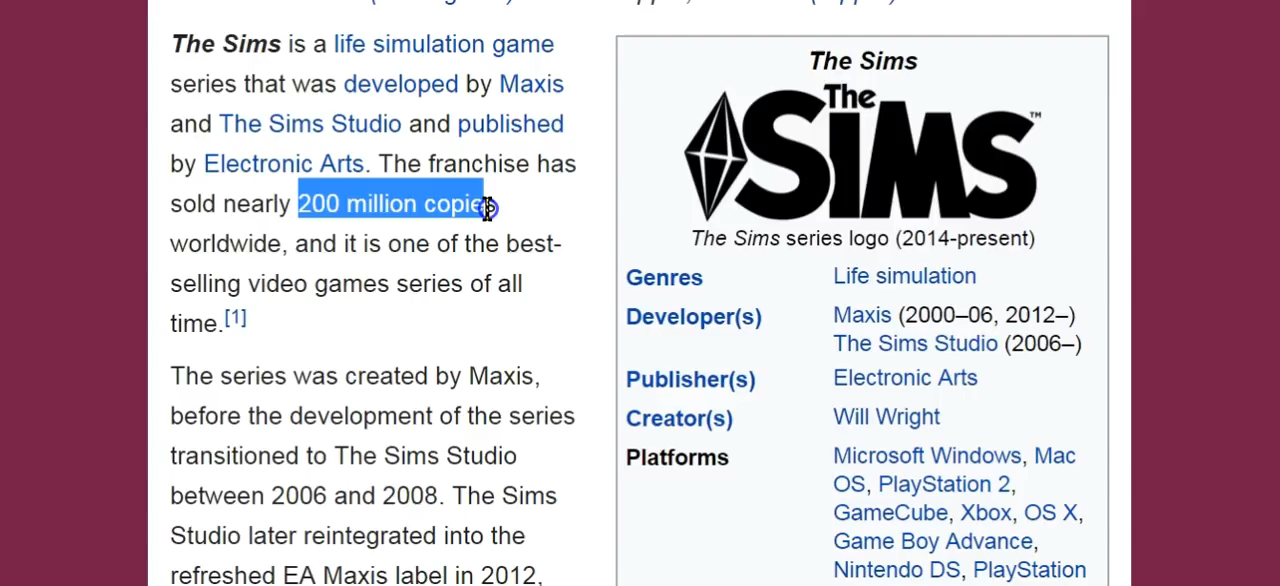 The Sims is a life simulation game
series that was developed by Maxis
and The Sims Studio and published
by Electronic Arts. The franchise has
sold nearly 200 million copies
worldwide, and it is one of the best-
selling video games series of all
time.[1]
The series was created by Maxis,
before the development of the series
transitioned to The Sims Studio
between 2006 and 2008. The Sims
Studio later reintegrated into the
refreshed EA Maxis label in 2012,
The Sims
The
SiMS™
The Sims series logo (2014-present)
Genres Life simulation
Developer(s) Maxis (2000–06, 2012–)
The Sims Studio (2006–)
Publisher(s) Electronic Arts
Creator(s) Will Wright
Platforms Microsoft Windows, Mac
OS, PlayStation 2,
GameCube, Xbox, OS X,
Game Boy Advance,
Nintendo DS, PlayStation